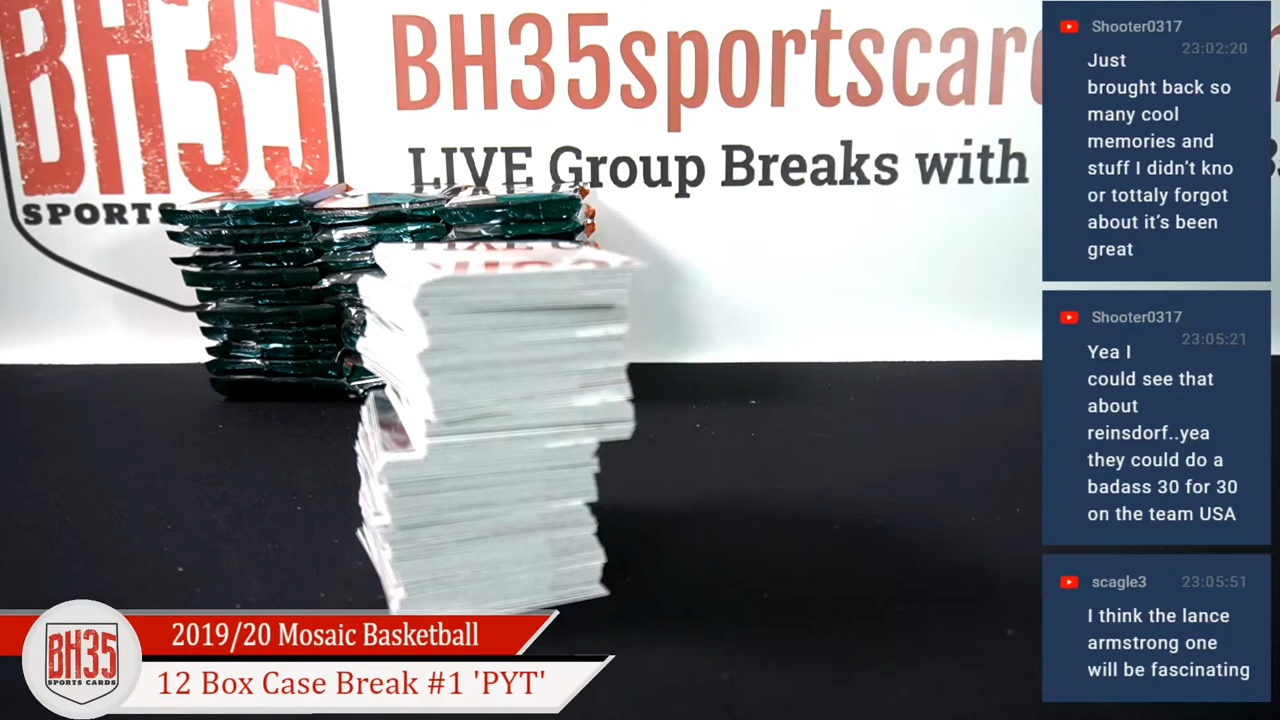 BH35
SPORTS
BH35sportscar
LIVE Group Breaks with
Shooter0317
23:02:20
Just
brought back so
many cool
memories and
stuff I didn't kno
or tottaly forgot
about it's been
great
Shooter0317
23:05:21
Yea I
could see that
about
reinsdorf..yea
they could do a
badass 30 for 30
on the team USA
scagle3 23:05:51
I think the lance
armstrong one
will be fascinating
BH35
SPORTS CARDS
2019/20 Mosaic Basketball
12 Box Case Break #1 'PYT'